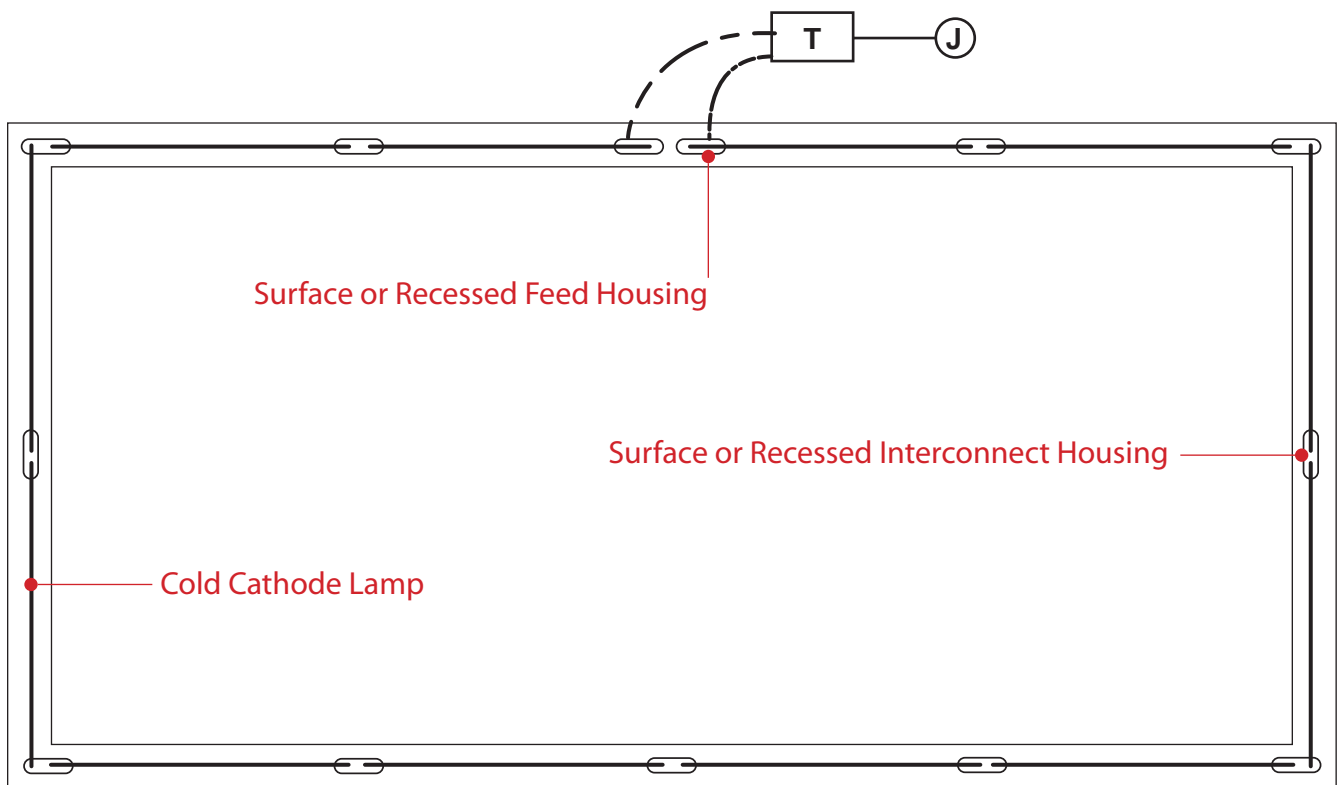 T
J
Surface or Recessed Feed Housing
Surface or Recessed Interconnect Housing
Cold Cathode Lamp